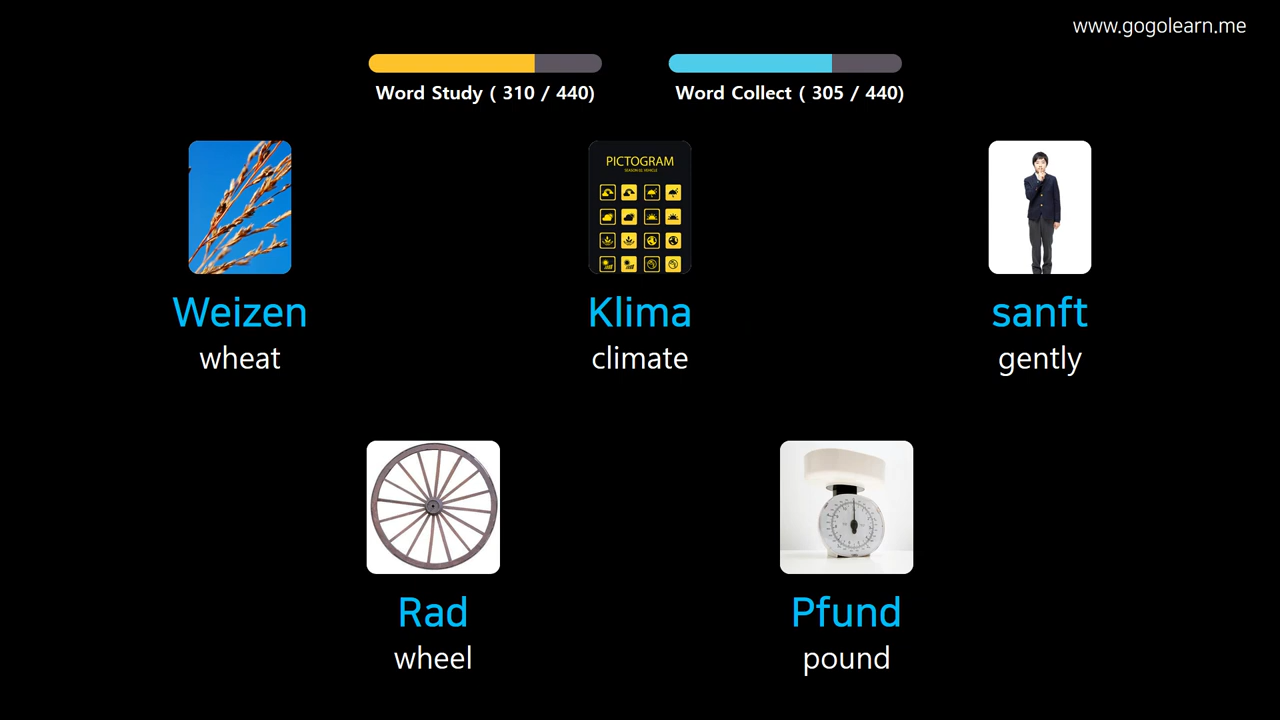 www.gogolearn.me
Word Study ( 310 / 440)
Word Collect ( 305 / 440)
PICTOGRAM
Weizen
wheat
Klima
climate
sanft
gently
Rad
wheel
Pfund
pound